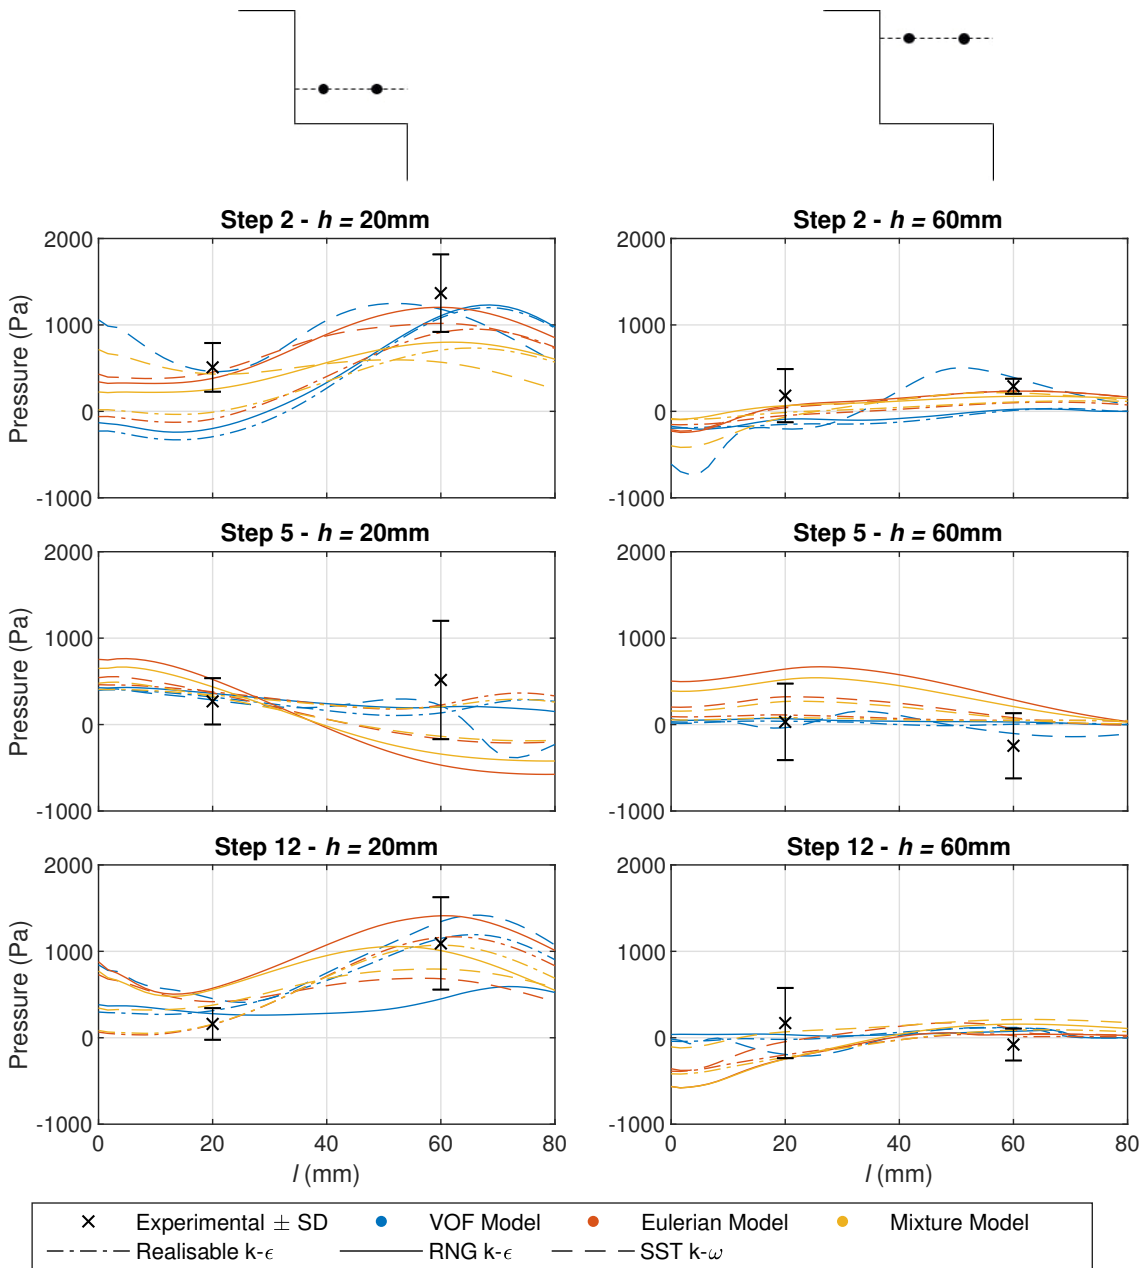 Step 2 - h = 20mm
Step 2 - h = 60mm
2000
1000
0
-1000
Pressure (Pa)
2000
1000
0
-1000
Step 5 - h = 20mm
Step 5 - h = 60mm
2000
1000
0
-1000
Pressure (Pa)
2000
1000
0
-1000
Step 12 - h = 20mm
Step 12 - h = 60mm
2000
1000
0
-1000
Pressure (Pa)
2000
1000
0
-1000
0 20 40 60 80
0 20 40 60 80
l (mm)
l (mm)
Experimental ± SD VOF Model Eulerian Model Mixture Model
Realisable k-ϵ RNG k-ϵ SST k-ω